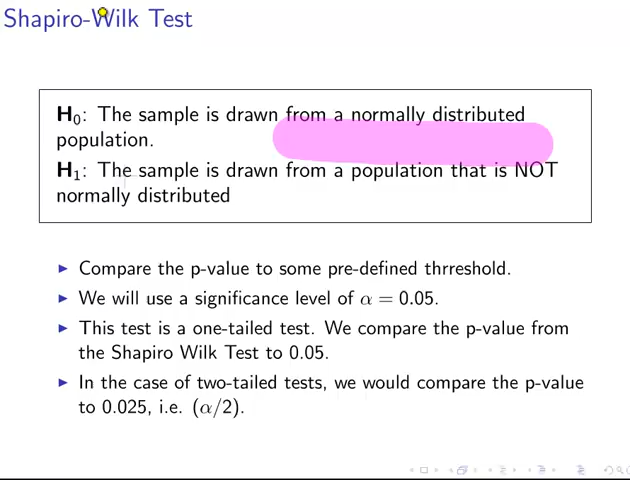 Shapiro-Wilk Test
H₀: The sample is drawn from a normally distributed
population.
H₁: The sample is drawn from a population that is NOT
normally distributed
▶ Compare the p-value to some pre-defined thrreshold.
▶ We will use a significance level of α = 0.05.
▶ This test is a one-tailed test. We compare the p-value from
the Shapiro Wilk Test to 0.05.
▶ In the case of two-tailed tests, we would compare the p-value
to 0.025, i.e. (α/2).